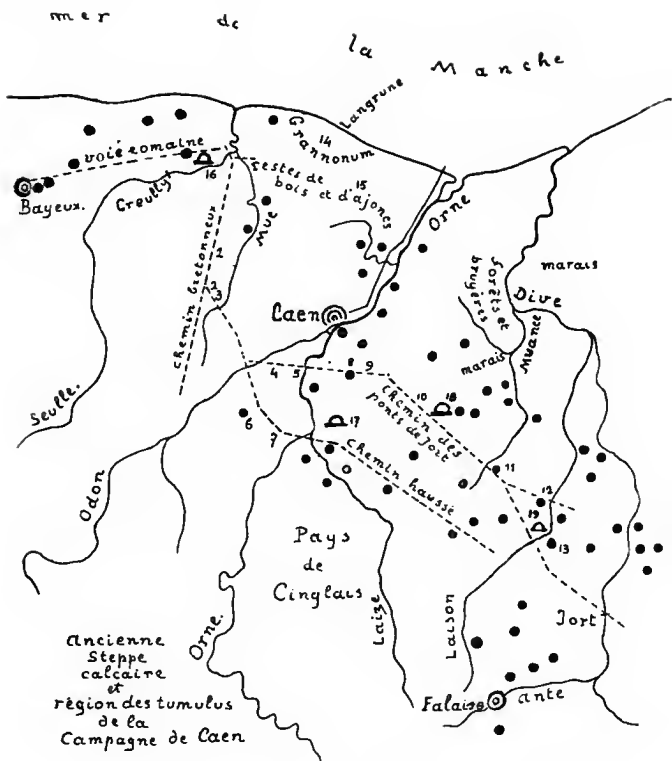 mer de la Manche
Langrune
14
Grannonum
voie romaine
16
Bayeux.
Creully
restes de
bois et d'ajoncs
15
Orne
Mue
chemin bretonneux
1
2
3
Caen
forêts et
bruyères
marais
Dive
marais
Muance
4
5
8
9
10
18
chemin des
ponts de Jort
Seulle.
6
7
17
chemin haussé
11
12
19
13
Odon
Pays
de
Cinglais
Orne.
Laize
Laison
Jort
Ancienne
Steppe
calcaire
et
région des tumulus
de la
Campagne de Caen
Falaise
Ante